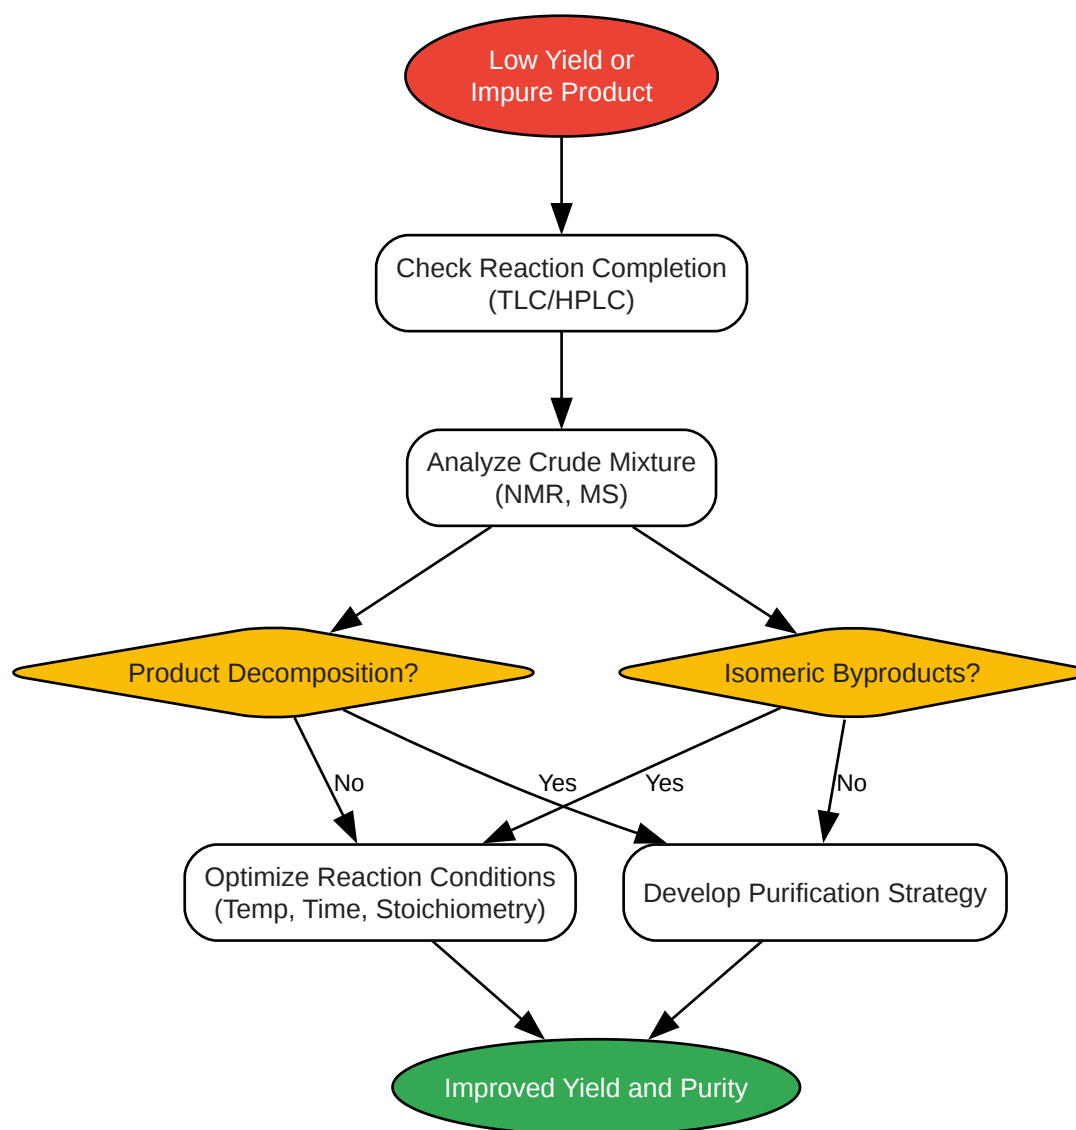 Low Yield or
Impure Product
Check Reaction Completion
(TLC/HPLC)
Analyze Crude Mixture
(NMR, MS)
Product Decomposition?
Isomeric Byproducts?
No
Yes
Yes
No
Optimize Reaction Conditions
(Temp, Time, Stoichiometry)
Develop Purification Strategy
Improved Yield and Purity